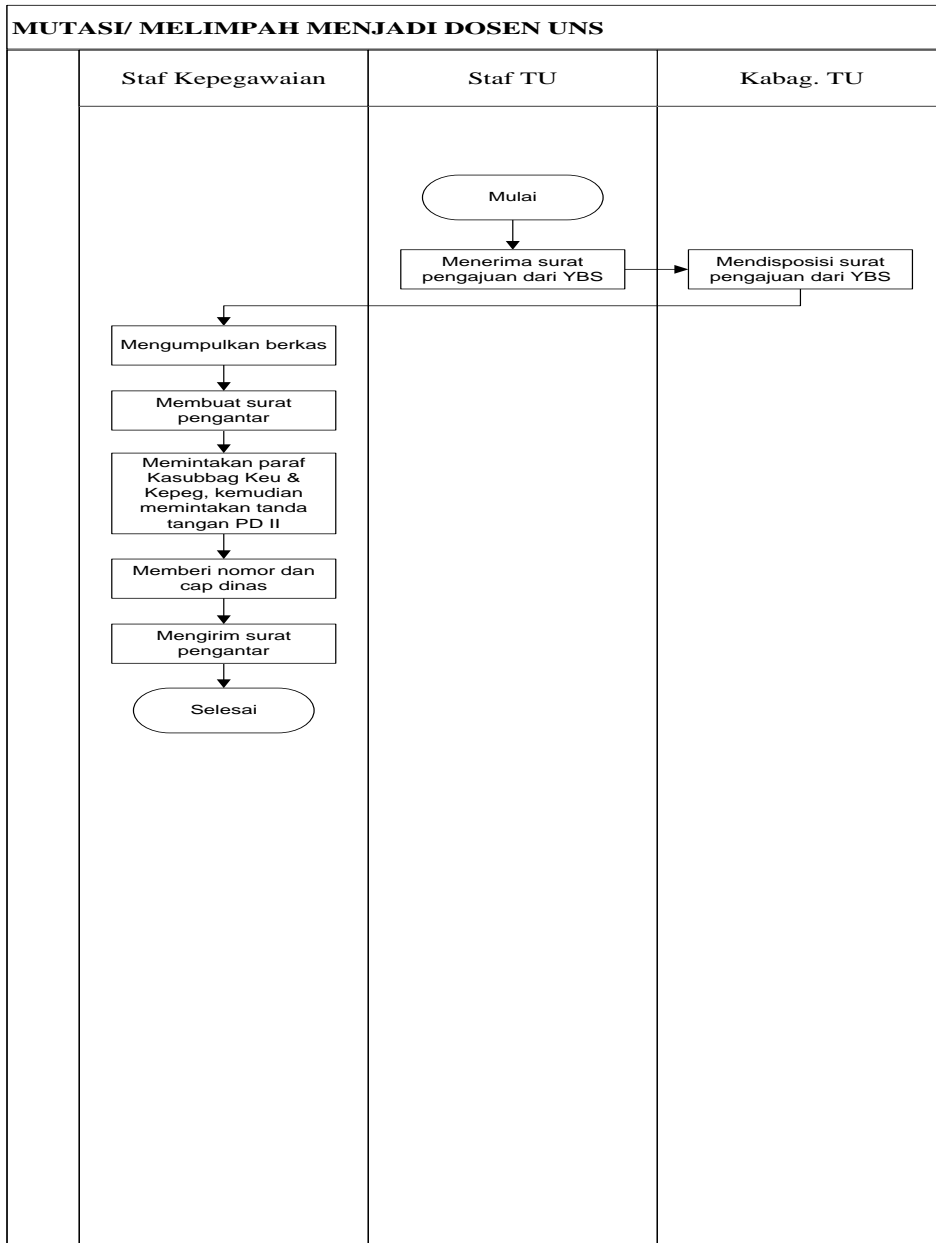 MUTASI/ MELIMPAH MENJADI DOSEN UNS
Staf Kepegawaian
Staf TU
Kabag. TU
Mulai
Menerima surat
pengajuan dari YBS
Mendisposisi surat
pengajuan dari YBS
Mengumpulkan berkas
Membuat surat
pengantar
Memintakan paraf
Kasubbag Keu &
Kepeg, kemudian
memintakan tanda
tangan PD II
Memberi nomor dan
cap dinas
Mengirim surat
pengantar
Selesai